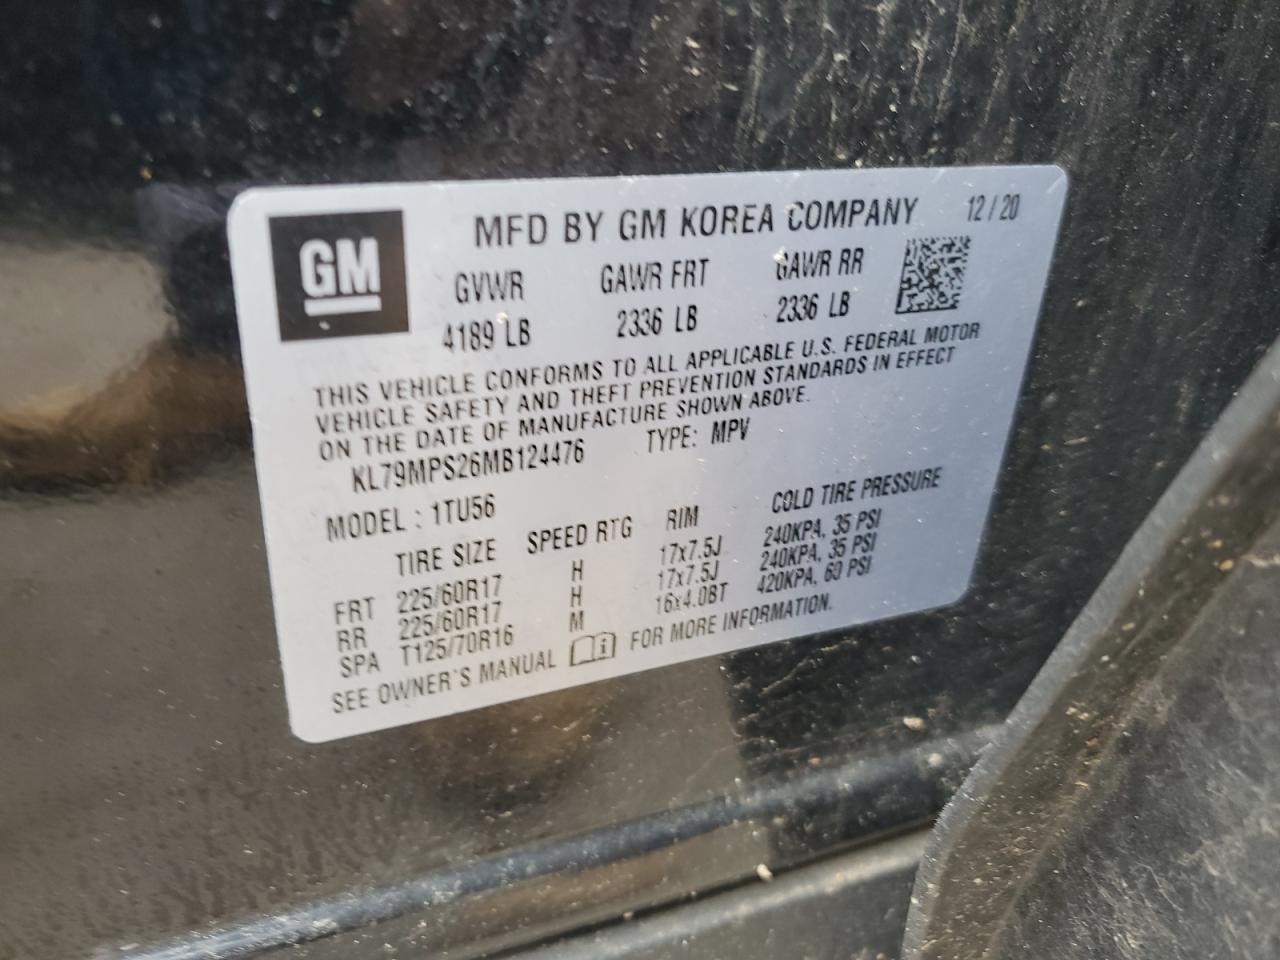 GM
MFD BY GM KOREA COMPANY 12/20
GVWR GAWR FRT GAWR RR
4189 LB 2336 LB 2336 LB
THIS VEHICLE CONFORMS TO ALL APPLICABLE U.S. FEDERAL MOTOR
VEHICLE SAFETY AND THEFT PREVENTION STANDARDS IN EFFECT
ON THE DATE OF MANUFACTURE SHOWN ABOVE.
KL79MPS26MB124476 TYPE: MPV
MODEL : 1TU56
TIRE SIZE SPEED RTG RIM COLD TIRE PRESSURE
FRT 225/60R17 H 17x7.5J 240KPA, 35 PSI
RR 225/60R17 H 17x7.5J 240KPA, 35 PSI
SPA T125/70R16 M 16x4.0BT 420KPA, 60 PSI
SEE OWNER'S MANUAL FOR MORE INFORMATION.